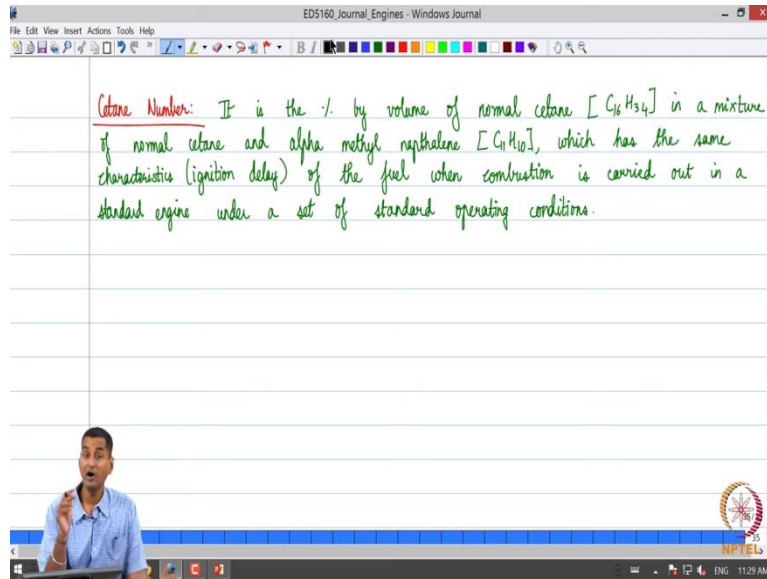 ED5160_Journal_Engines - Windows Journal
File Edit View Insert Actions Tools Help
B I
Cetane Number: It is the % by volume of normal cetane [ C16 H34 ] in a mixture
of normal cetane and alpha methyl napthalene [ C11 H10 ], which has the same
characteristics (ignition delay) of the fuel when combustion is carried out in a
standard engine under a set of standard operating conditions.
35
NPTEL
ENG 11:29 AM